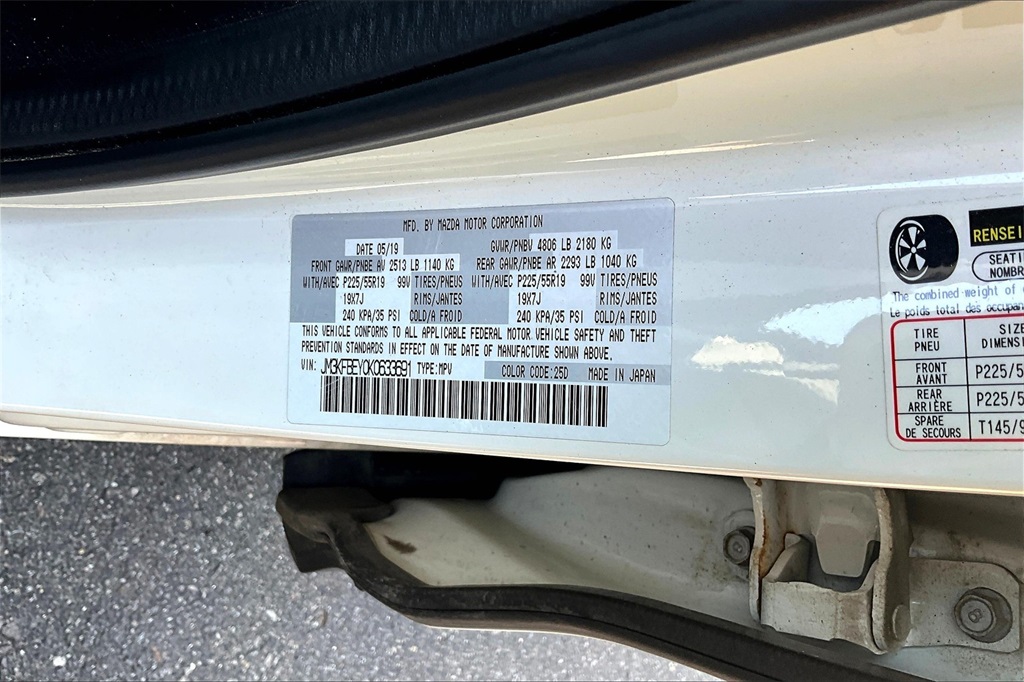 MFD. BY MAZDA MOTOR CORPORATION
DATE 05/19 GVWR/PNBV 4806 LB 2180 KG
FRONT GAWR/PNBE AV 2513 LB 1140 KG REAR GAWR/PNBE AR 2293 LB 1040 KG
WITH/AVEC P225/55R19 99V TIRES/PNEUS WITH/AVEC P225/55R19 99V TIRES/PNEUS
19X7J RIMS/JANTES 19X7J RIMS/JANTES
240 KPA/35 PSI COLD/A FROID 240 KPA/35 PSI COLD/A FROID
THIS VEHICLE CONFORMS TO ALL APPLICABLE FEDERAL MOTOR VEHICLE SAFETY AND THEFT
PREVENTION STANDARDS IN EFFECT ON THE DATE OF MANUFACTURE SHOWN ABOVE.
VIN: JM3KFBEY0K0633691 TYPE:MPV COLOR CODE:25D MADE IN JAPAN
RENSEI
SEATI
NOMBR
The combined weight of
Le poids total des occupan
TIRE SIZE
PNEU DIMENS
FRONT P225/5
AVANT
REAR P225/5
ARRIÈRE
SPARE T145/9
DE SECOURS